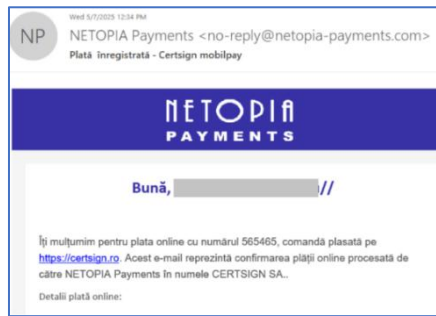 Wed 5/7/2025 12:34 PM
NP
NETOPIA Payments <no-reply@netopia-payments.com>
Plată înregistrată - Certsign mobilpay
NETOPIA
PAYMENTS
Bună, //
Îți mulțumim pentru plata online cu numărul 565465, comandă plasată pe
https://certsign.ro. Acest e-mail reprezintă confirmarea plății online procesată de
către NETOPIA Payments în numele CERTSIGN SA..
Detalii plată online: